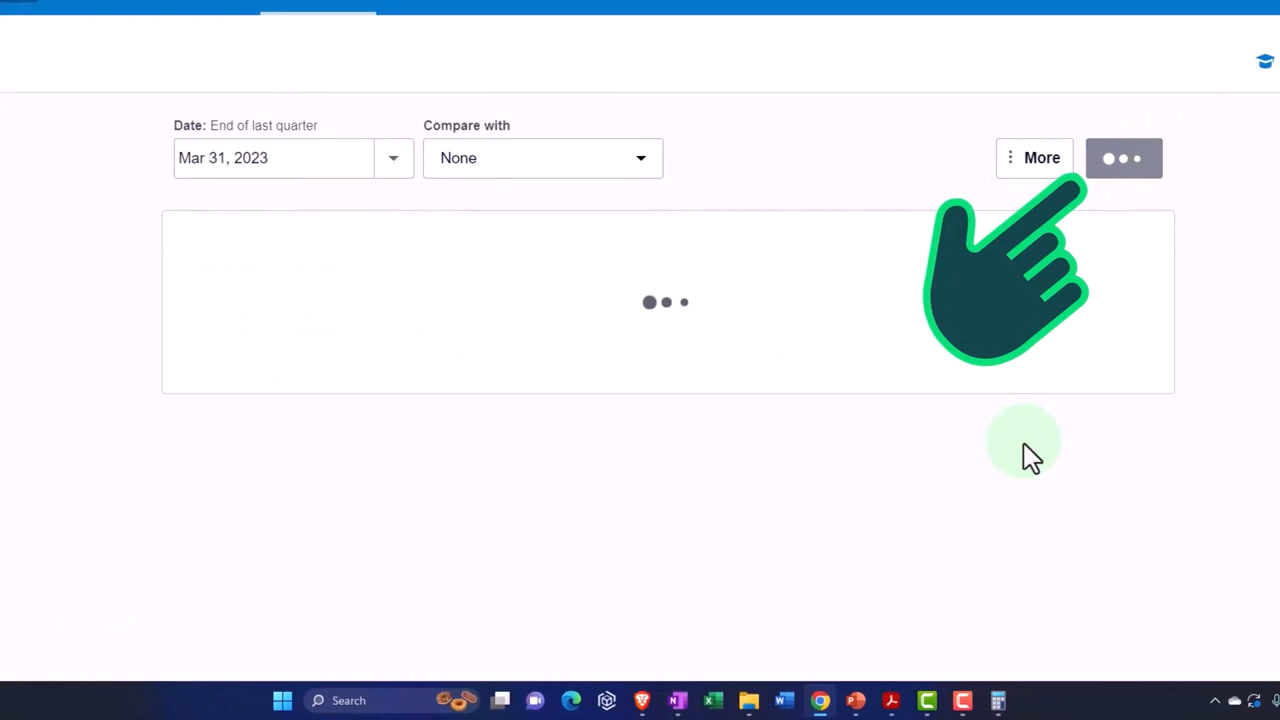 Date: End of last quarter
Compare with
Mar 31, 2023
None
More
Search